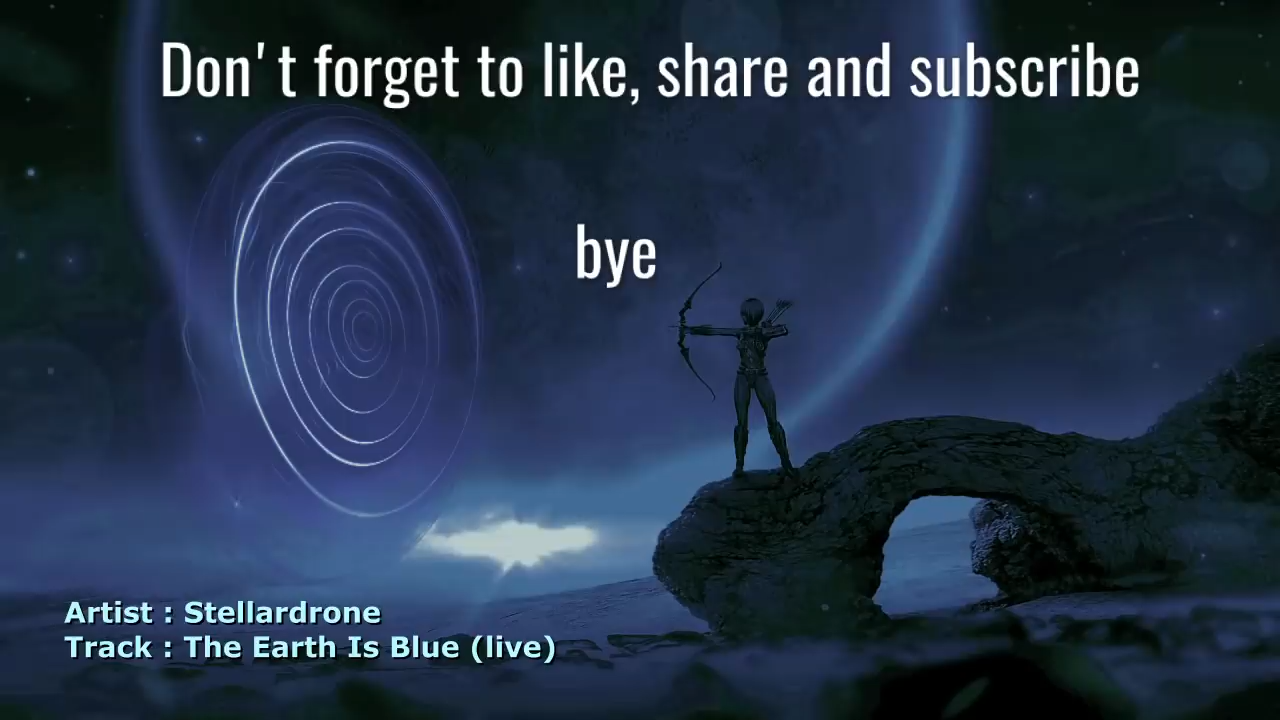 Don't forget to like, share and subscribe
bye
Artist : Stellardrone
Track : The Earth Is Blue (live)